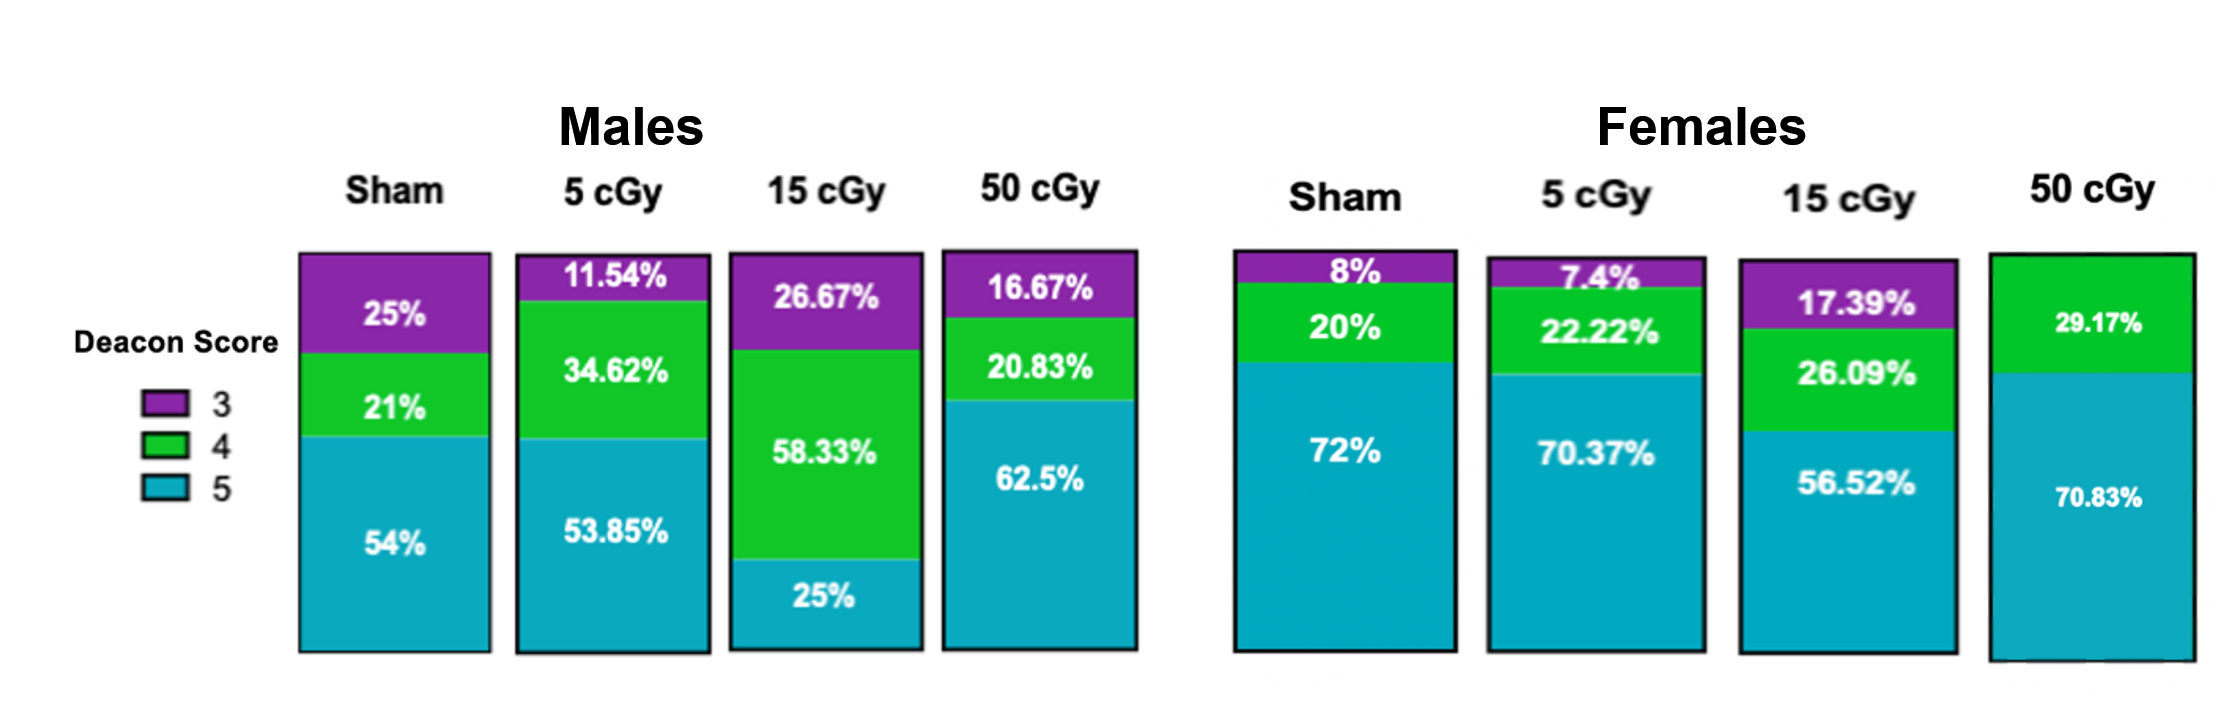 Males
Females
Sham
5 cGy
15 cGy
50 cGy
Sham
5 cGy
15 cGy
50 cGy
Deacon Score
3
4
5
25%
21%
54%
11.54%
34.62%
53.85%
26.67%
58.33%
25%
16.67%
20.83%
62.5%
8%
20%
72%
7.4%
22.22%
70.37%
17.39%
26.09%
56.52%
29.17%
70.83%